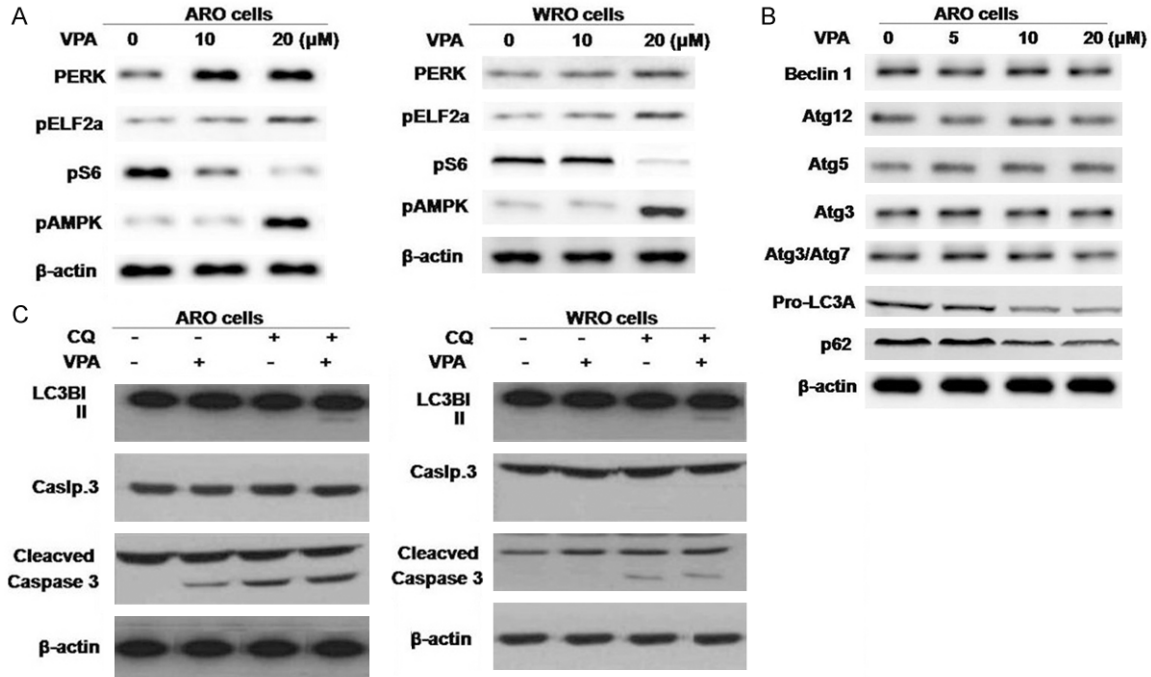 A
ARO cells
VPA 0 10 20 (μM)
PERK
pELF2a
pS6
pAMPK
β-actin
WRO cells
VPA 0 10 20 (μM)
PERK
pELF2a
pS6
pAMPK
β-actin
B
ARO cells
VPA 0 5 10 20
Beclin 1
Atg12
Atg5
Atg3
Atg3/Atg7
Pro-LC3A
p62
β-actin
C
ARO cells
CQ - - + +
VPA - + - +
LC3BI
II
Caslp.3
Cleacved
Caspase 3
β-actin
WRO cells
CQ - - + +
VPA - + - +
LC3BI
II
Caslp.3
Cleacved
Caspase 3
β-actin